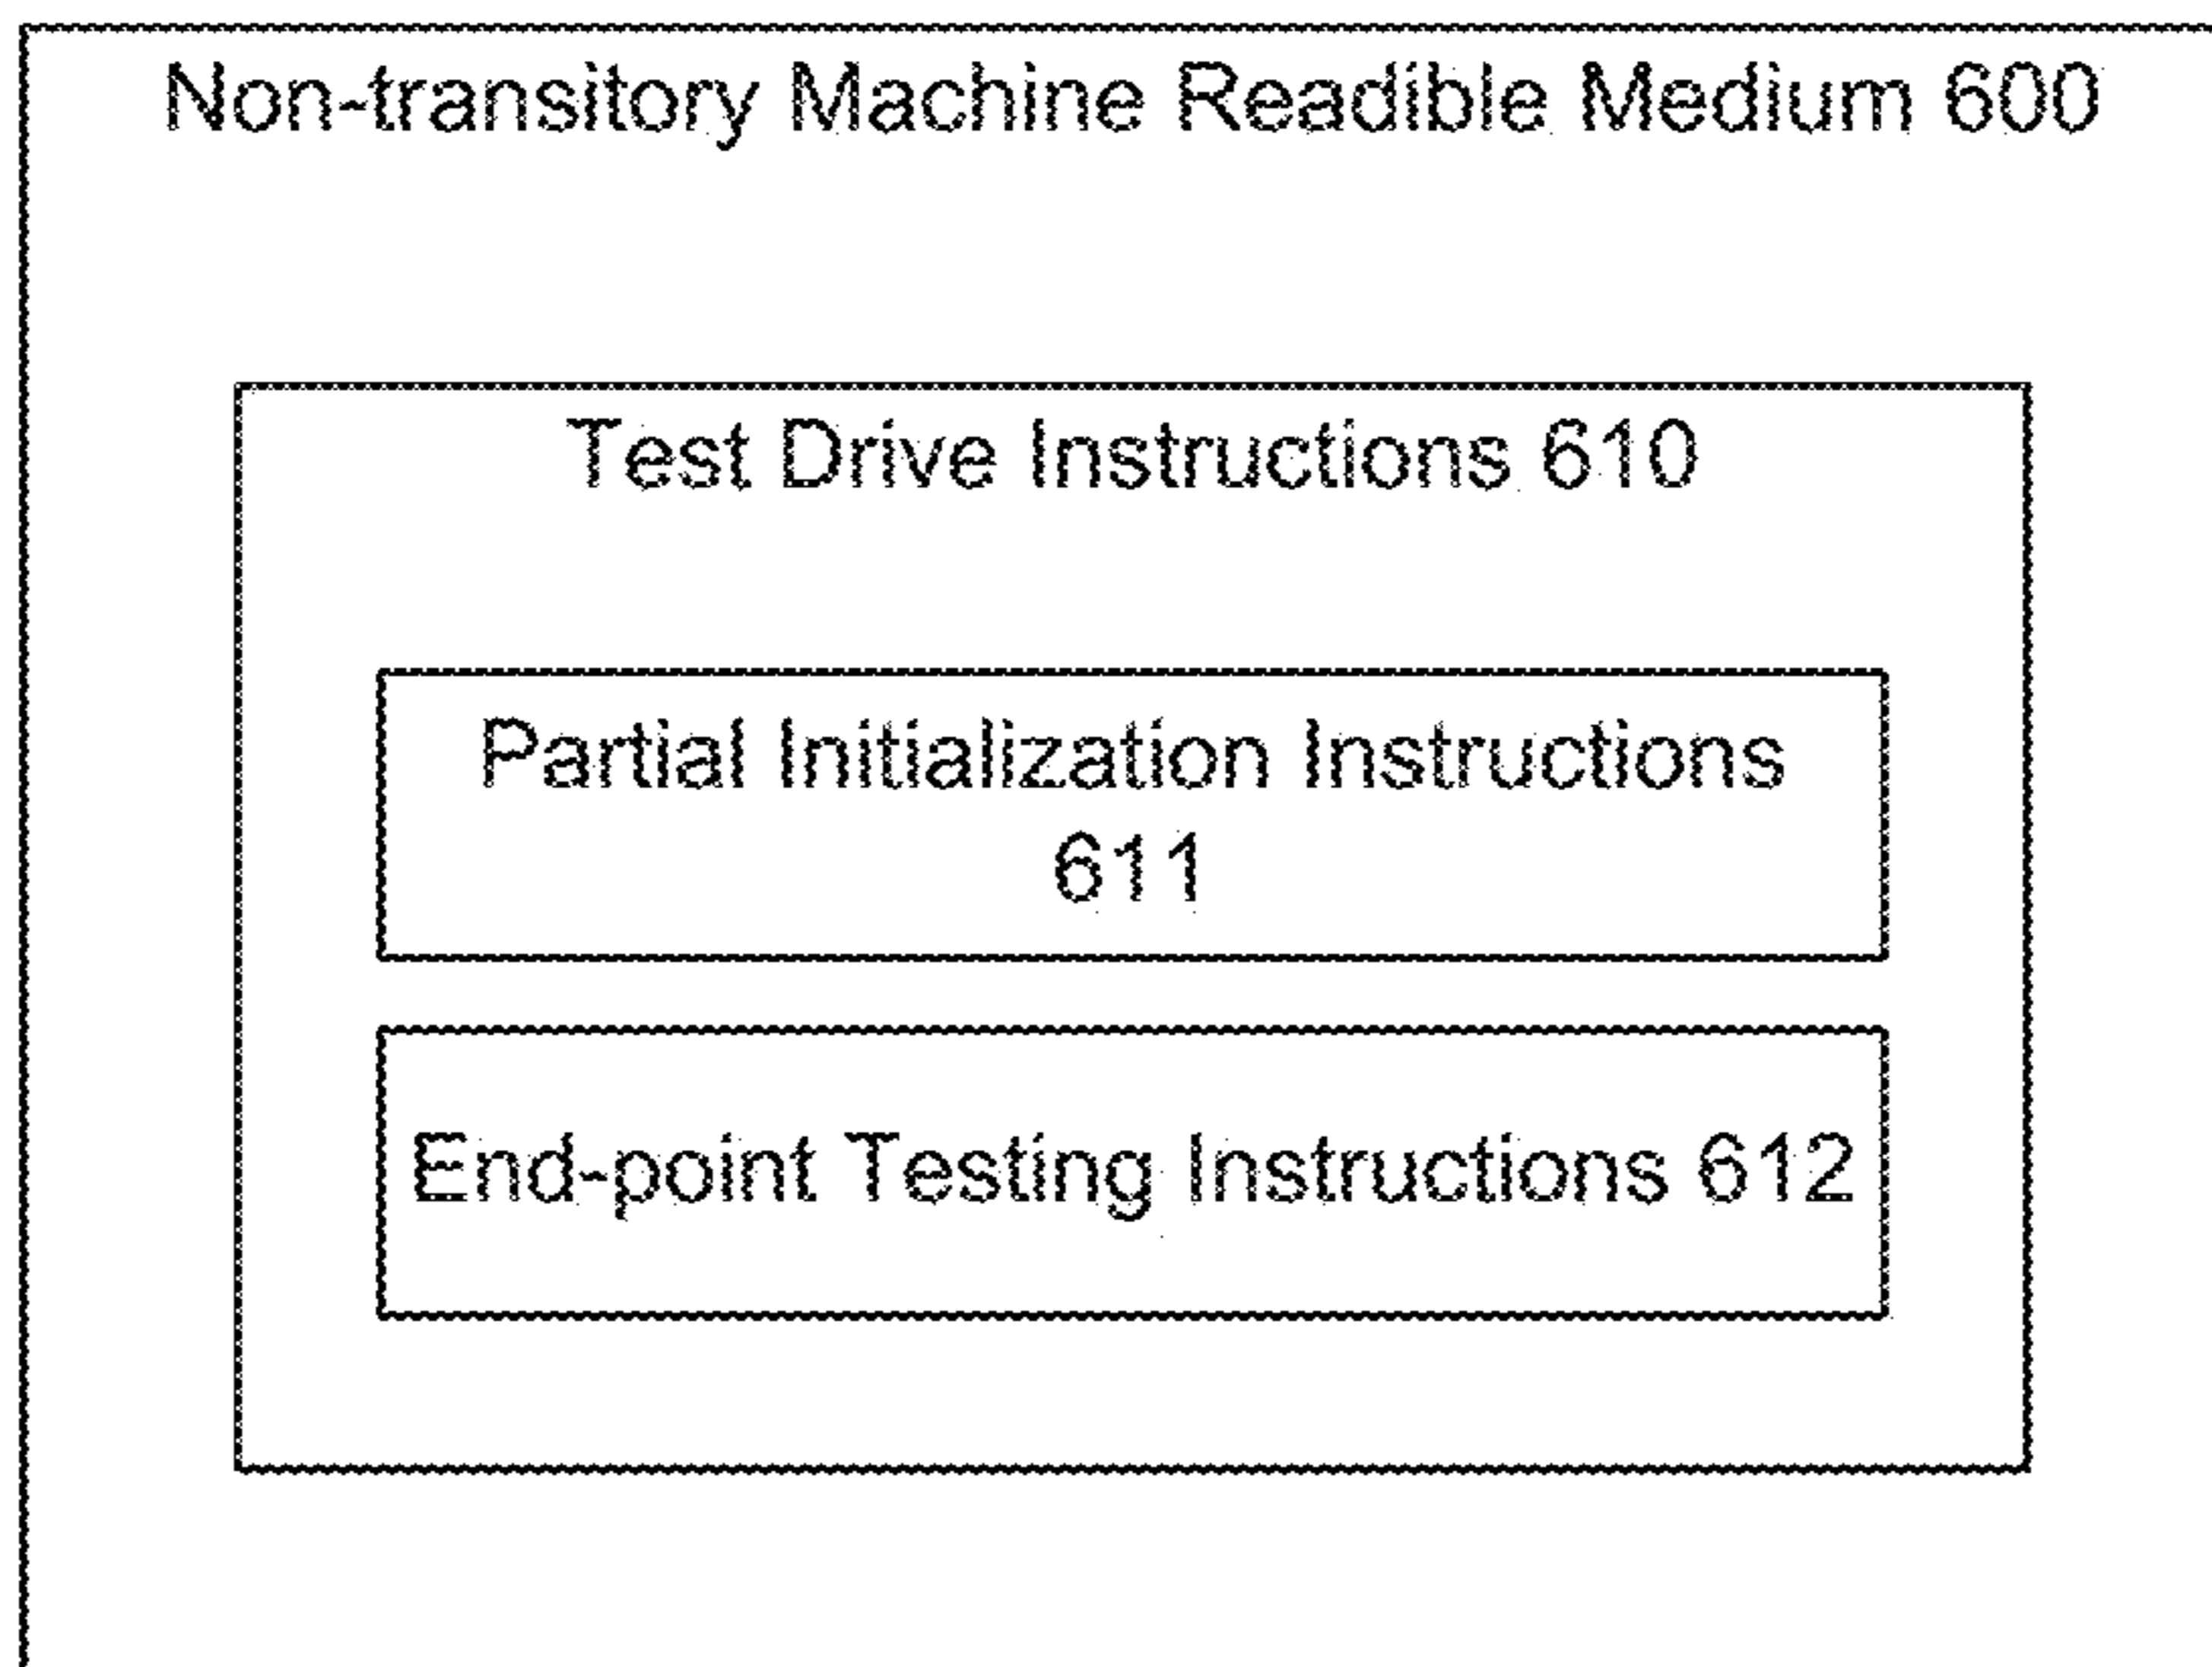 Non-transitory Machine Readible Medium 600
Test Drive Instructions 610
Partial Initialization Instructions
611
End-point Testing Instructions 612